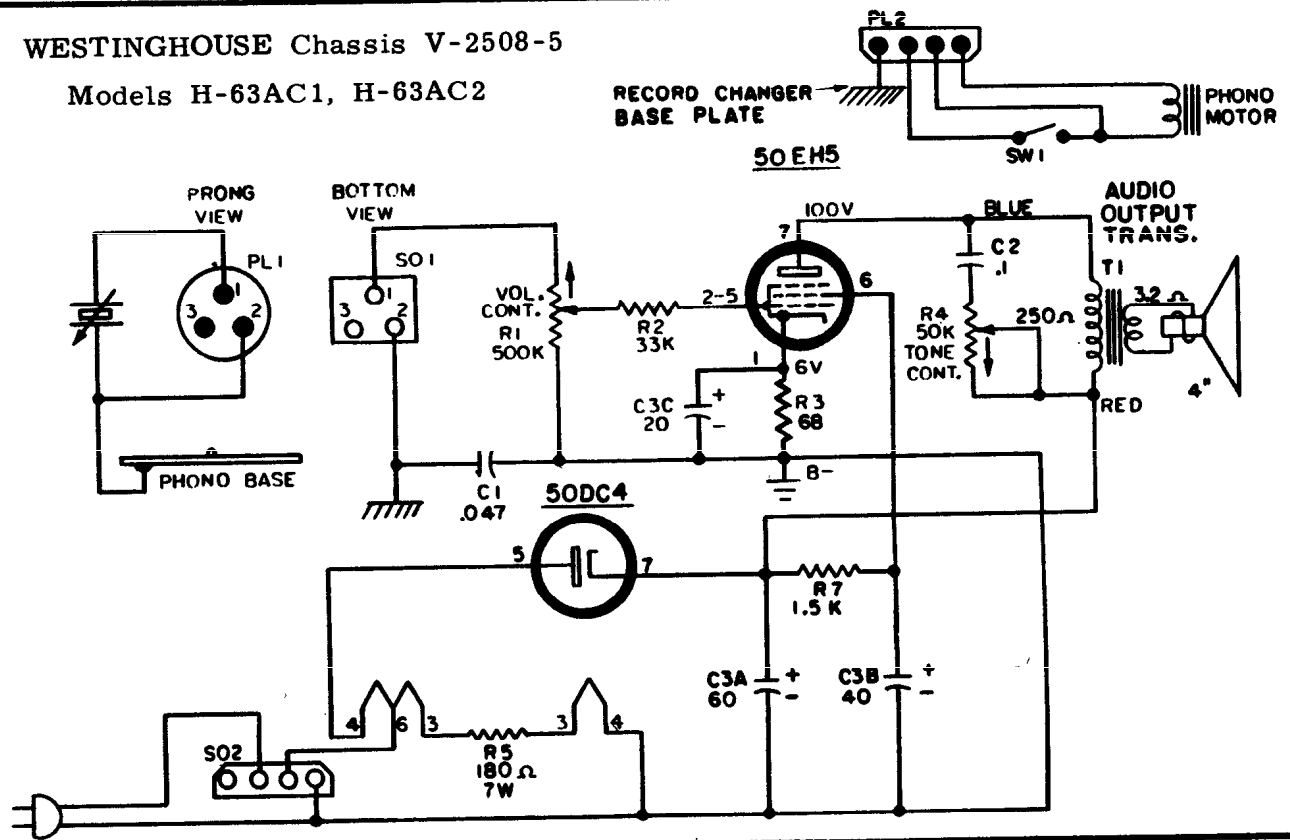 WESTINGHOUSE Chassis V-2508-5
Models H-63AC1, H-63AC2
PL2
RECORD CHANGER
BASE PLATE
PHONO
MOTOR
SW1
50EH5
PRONG
VIEW
PL1
1
2
3
BOTTOM
VIEW
SO1
1
2
3
PHONO BASE
VOL.
CONT.
R1
500K
R2
33K
2-5
7
100V
6
1
6V
C3C
20
+
-
R3
68
B-
BLUE
C2
.1
R4
50K
TONE
CONT.
250Ω
AUDIO
OUTPUT
TRANS.
T1
3.2 Ω
4"
RED
C1
.047
50DC4
5
7
R7
1.5K
C3A
60
+
-
C3B
40
+
-
4
6
3
R5
180Ω
7W
3
4
SO2